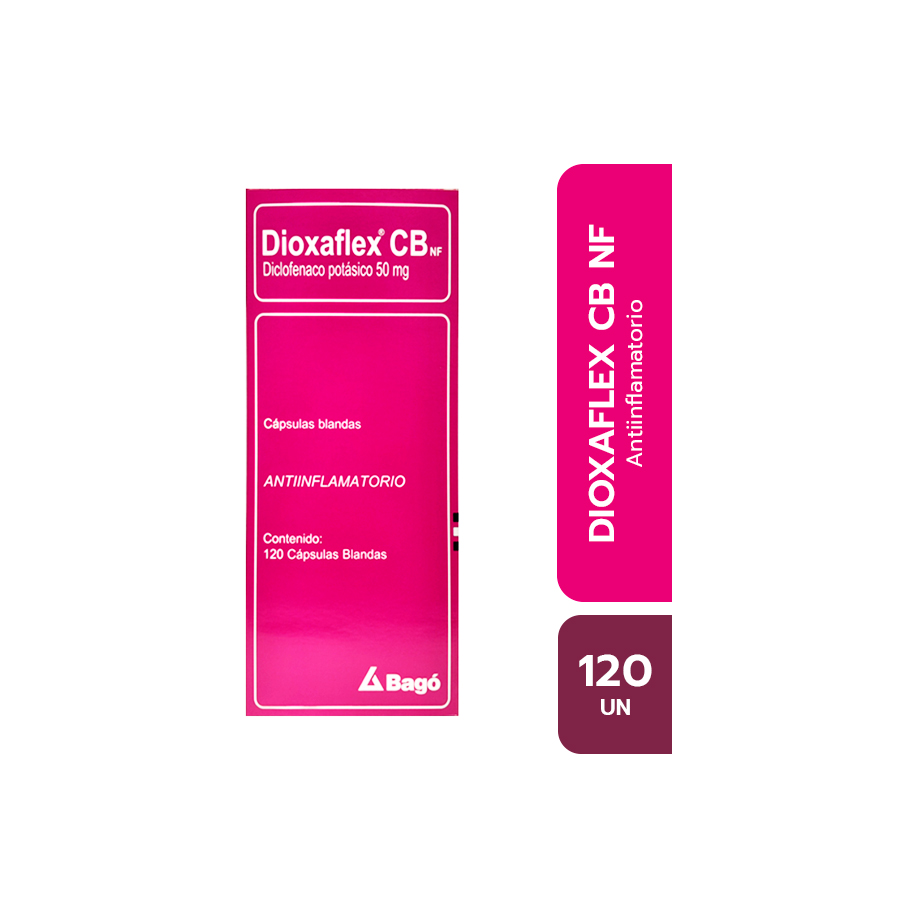 Dioxaflex® CB NF
Diclofenaco potásico 50 mg
Cápsulas blandas
ANTIINFLAMATORIO
Contenido:
120 Cápsulas Blandas
Bagó
DIOXAFLEX CB NF
Antiinflamatorio
120
UN